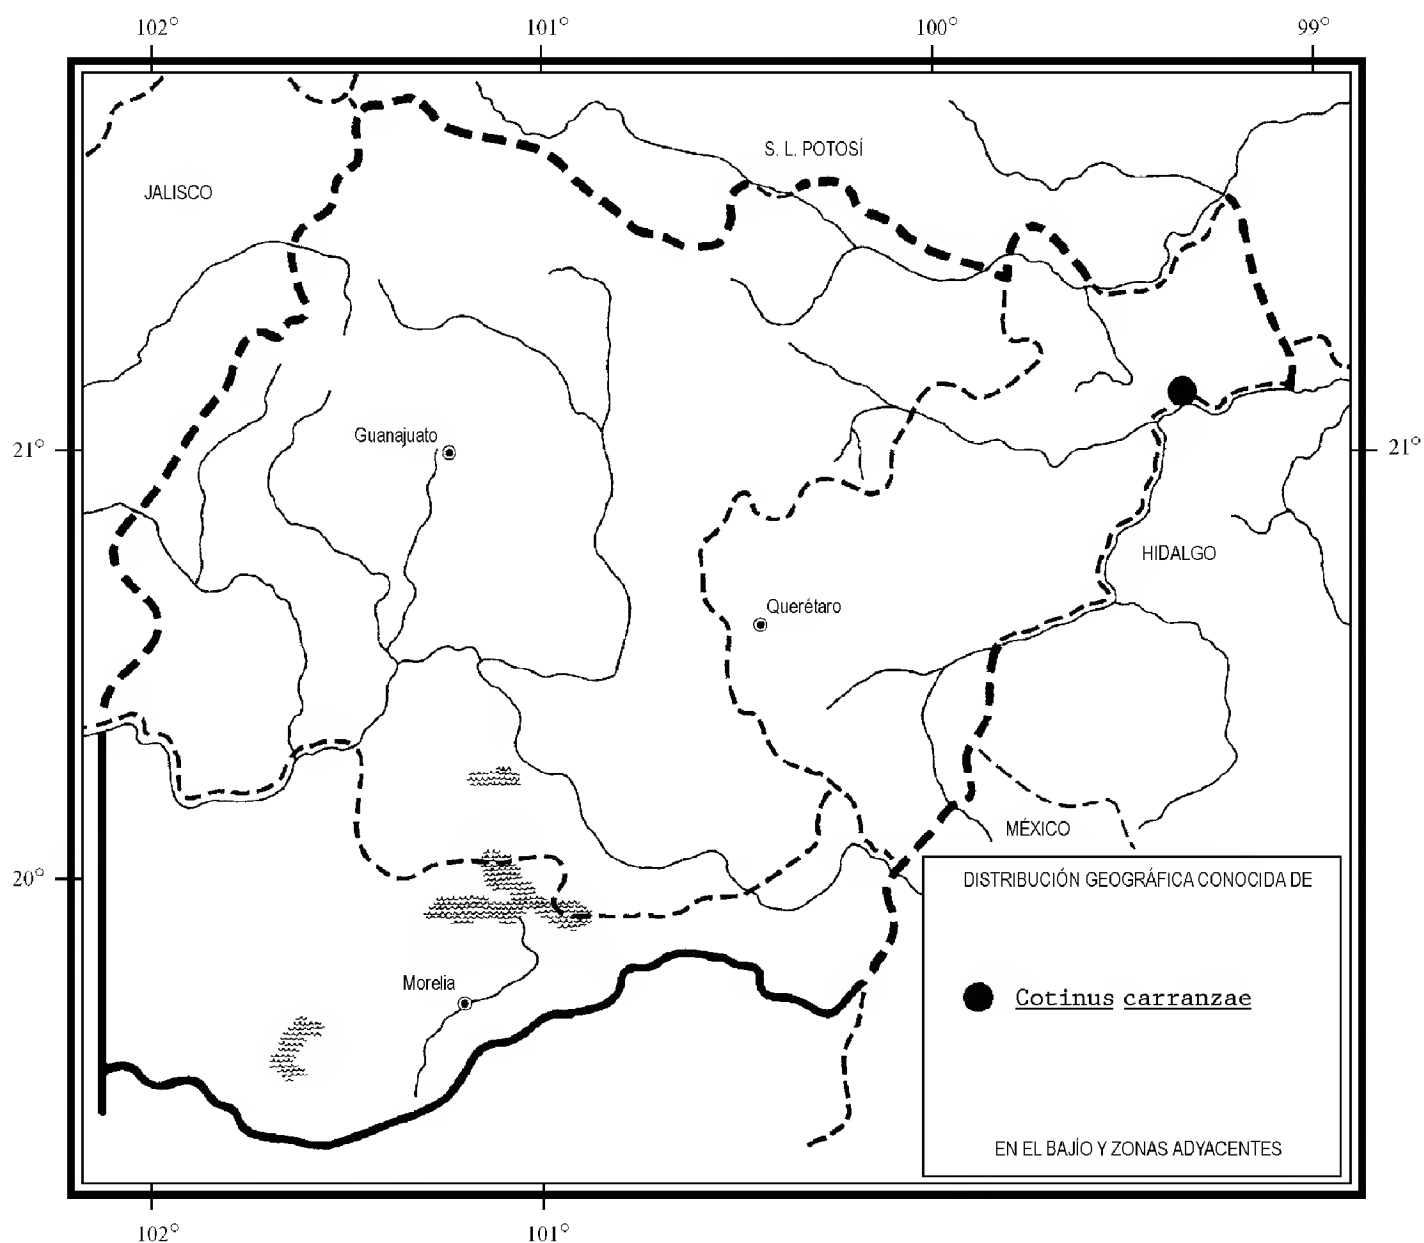 102° 101° 100° 99°
S. L. POTOSÍ
JALISCO
Guanajuato
21° 21°
HIDALGO
Querétaro
MÉXICO
20°
DISTRIBUCIÓN GEOGRÁFICA CONOCIDA DE
Morelia
Cotinus carranzae
EN EL BAJÍO Y ZONAS ADYACENTES
102° 101°